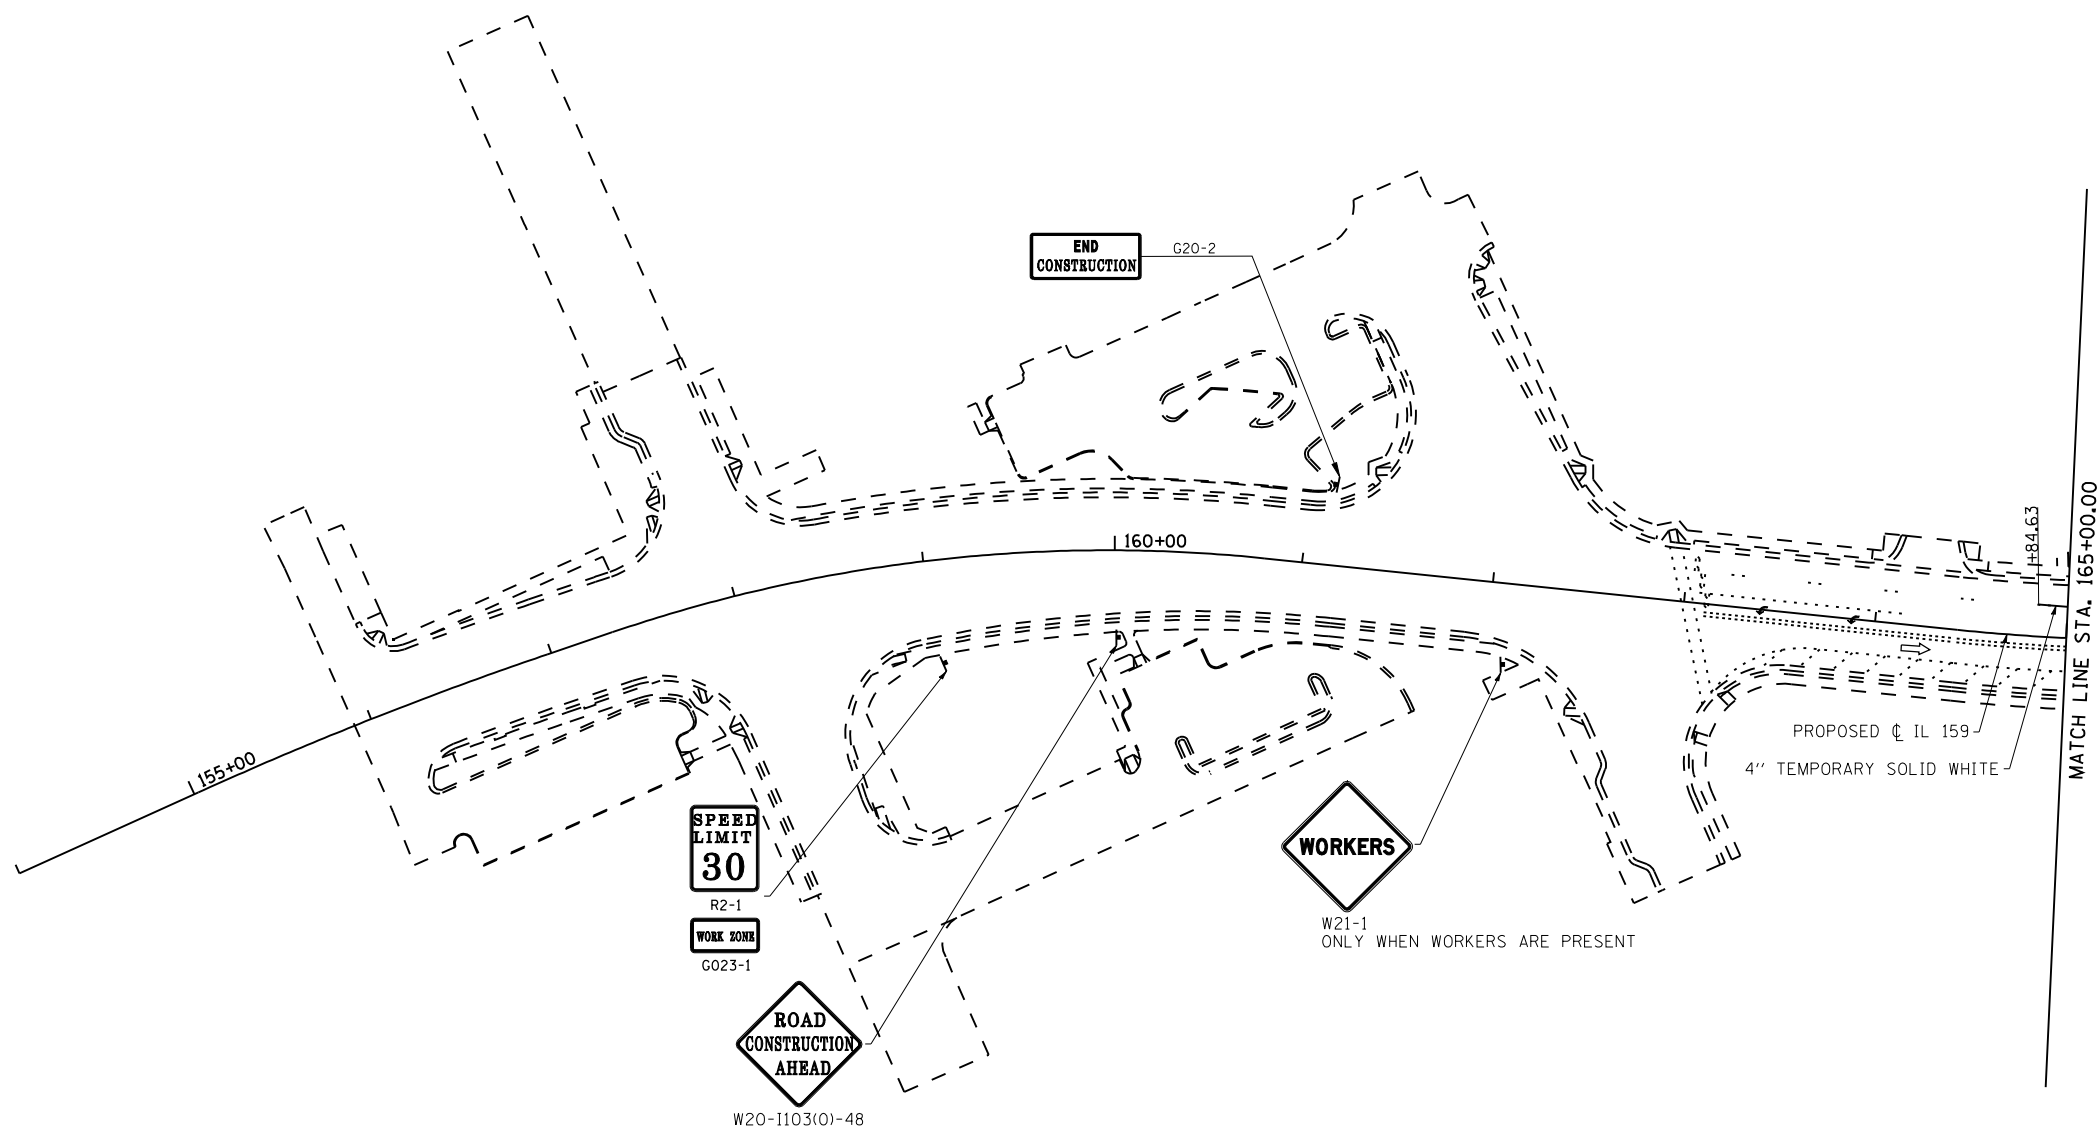 END
CONSTRUCTION
G20-2
160+00
+84.63
MATCH LINE STA. 165+00.00
155+00
PROPOSED ℄ IL 159
4'' TEMPORARY SOLID WHITE
SPEED
LIMIT
30
R2-1
WORK ZONE
GO23-1
WORKERS
W21-1
ONLY WHEN WORKERS ARE PRESENT
ROAD
CONSTRUCTION
AHEAD
W20-I103(0)-48